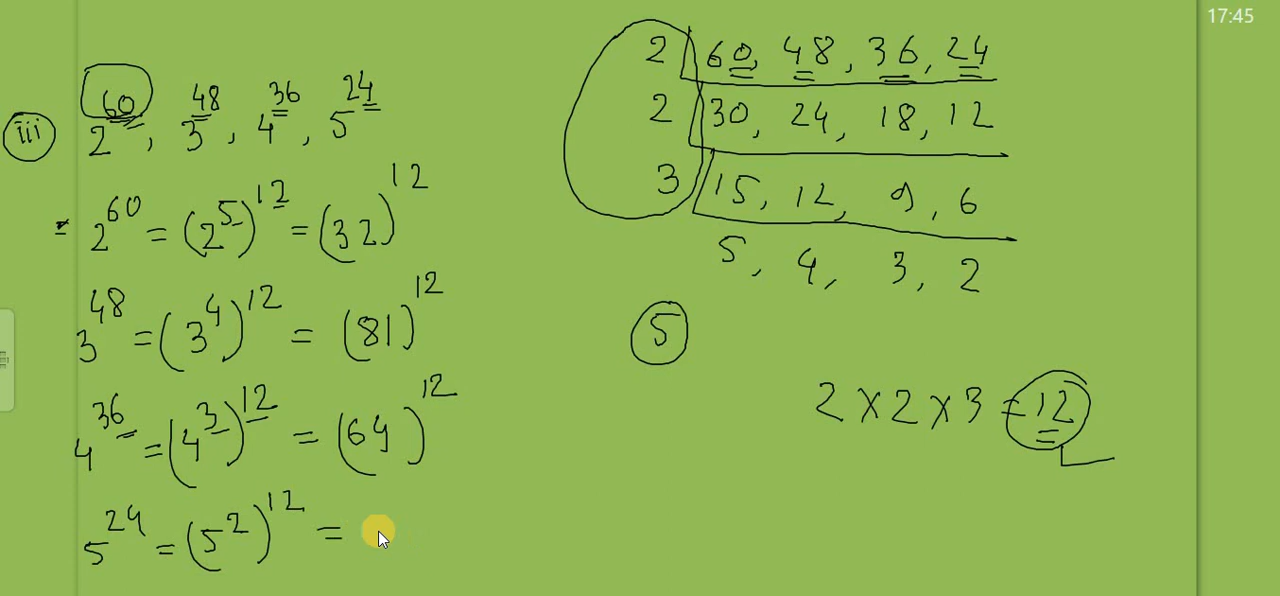 17:45
iii 2^60, 3^48, 4^36, 5^24
2^60 = (2^5)^12 = (32)^12
3^48 = (3^4)^12 = (81)^12
4^36 = (4^3)^12 = (64)^12
5^24 = (5^2)^12 =
2 60, 48, 36, 24
2 30, 24, 18, 12
3 15, 12, 9, 6
5, 4, 3, 2
5
2 × 2 × 3 = 12